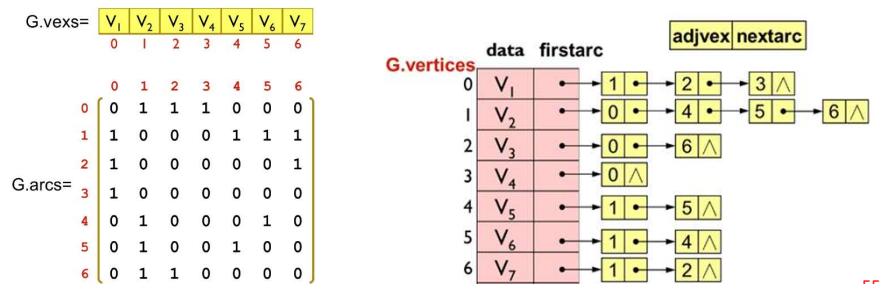 G.vexs= V1 V2 V3 V4 V5 V6 V7
0 1 2 3 4 5 6
0 1 2 3 4 5 6
0 0 1 1 1 0 0 0
1 1 0 0 0 1 1 1
2 1 0 0 0 0 0 1
G.arcs=
3 1 0 0 0 0 0 0
4 0 1 0 0 0 1 0
5 0 1 0 0 1 0 0
6 0 1 1 0 0 0 0
adjvex nextarc
data firstarc
G.vertices
0 V1 1 2 3 ∧
1 V2 0 4 5 6 ∧
2 V3 0 6 ∧
3 V4 0 ∧
4 V5 1 5 ∧
5 V6 1 4 ∧
6 V7 1 2 ∧